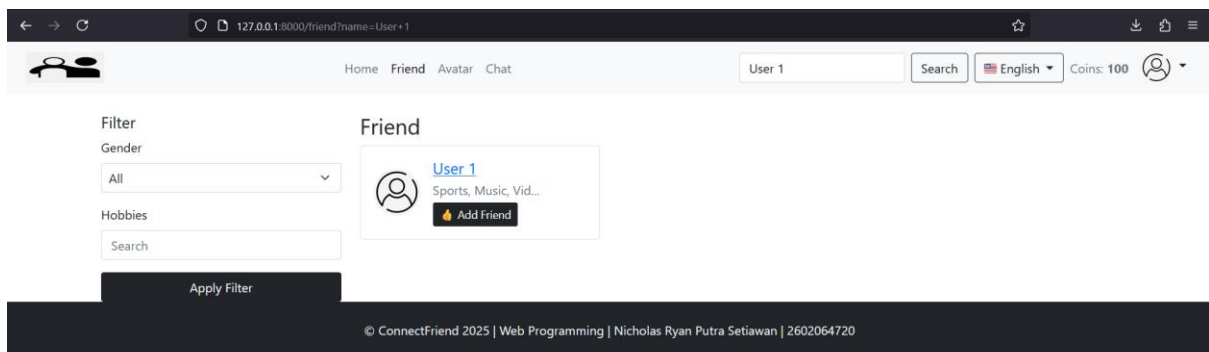 127.0.0.1:8000/friend?name=User+1
Home Friend Avatar Chat User 1 Search English Coins: 100
Filter
Friend
Gender
All
User 1
Sports, Music, Vid...
Add Friend
Hobbies
Search
Apply Filter
© ConnectFriend 2025 | Web Programming | Nicholas Ryan Putra Setiawan | 2602064720